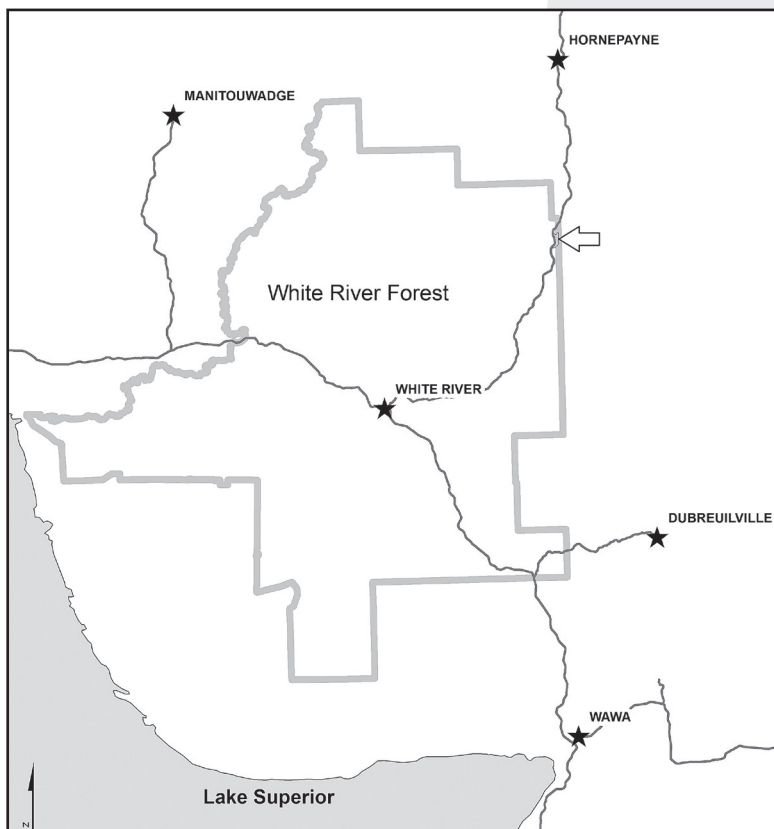 HORNEPAYNE
MANITOUWADGE
White River Forest
WHITE RIVER
DUBREUILVILLE
WAWA
Lake Superior
N